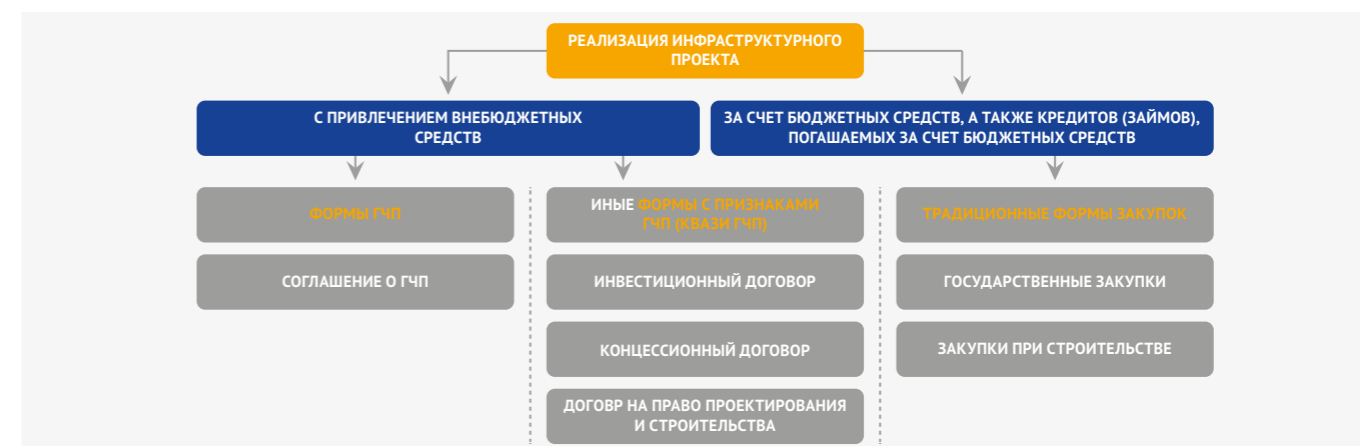 РЕАЛИЗАЦИЯ ИНФРАСТРУКТУРНОГО
ПРОЕКТА
С ПРИВЛЕЧЕНИЕМ ВНЕБЮДЖЕТНЫХ
СРЕДСТВ
ЗА СЧЕТ БЮДЖЕТНЫХ СРЕДСТВ, А ТАКЖЕ КРЕДИТОВ (ЗАЙМОВ),
ПОГАШАЕМЫХ ЗА СЧЕТ БЮДЖЕТНЫХ СРЕДСТВ
ФОРМЫ ГЧП
ИНЫЕ ФОРМЫ С ПРИЗНАКАМИ
ГЧП (КВАЗИ ГЧП)
ТРАДИЦИОННЫЕ ФОРМЫ ЗАКУПОК
СОГЛАШЕНИЕ О ГЧП
ИНВЕСТИЦИОННЫЙ ДОГОВОР
ГОСУДАРСТВЕННЫЕ ЗАКУПКИ
КОНЦЕССИОННЫЙ ДОГОВОР
ЗАКУПКИ ПРИ СТРОИТЕЛЬСТВЕ
ДОГОВР НА ПРАВО ПРОЕКТИРОВАНИЯ
И СТРОИТЕЛЬСТВА